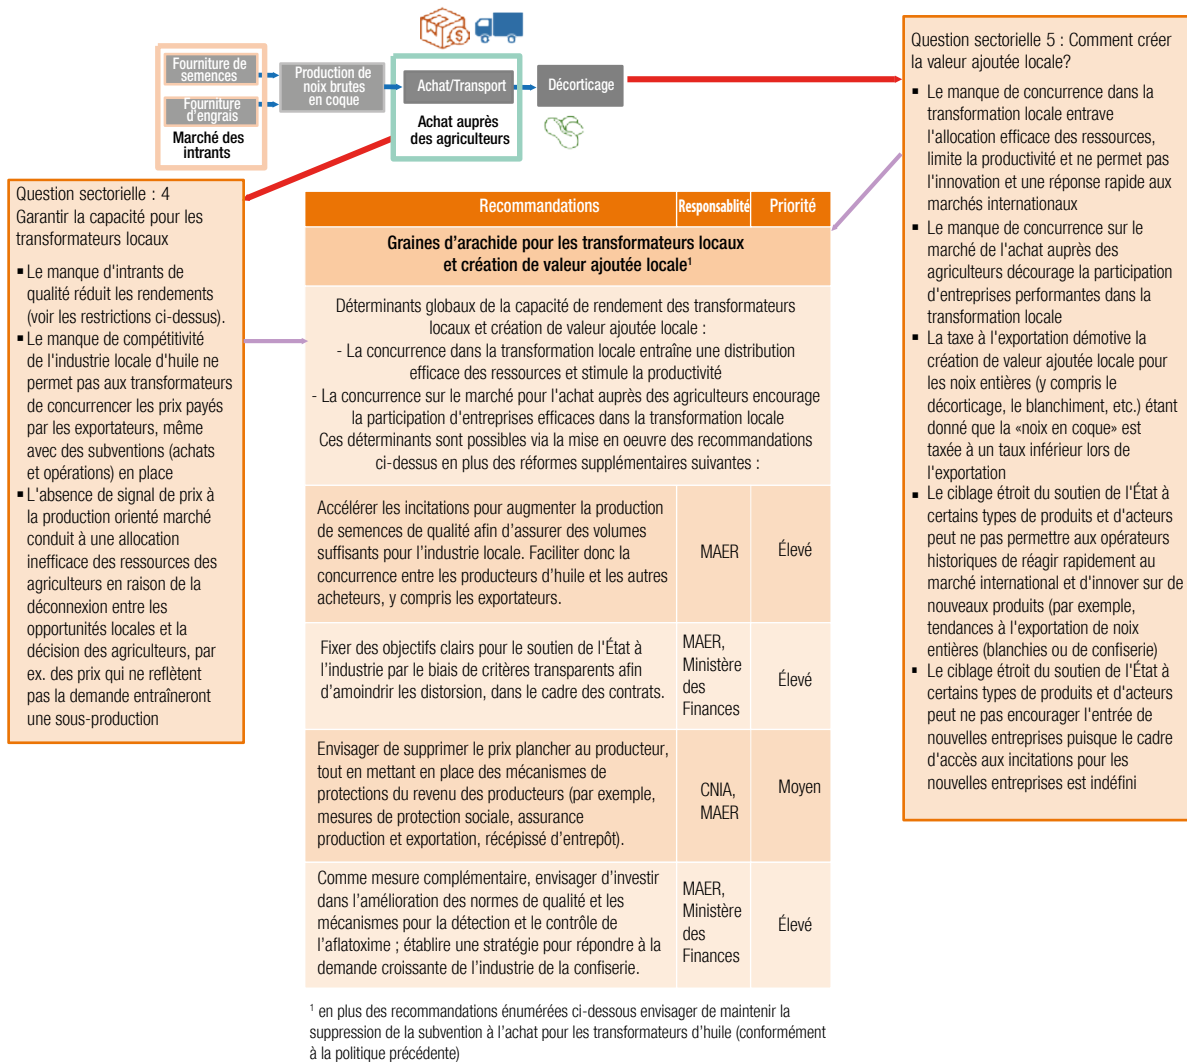 Fourniture de
semences
Fourniture
d'engrais
Marché des
intrants
Production de
noix brutes
en coque
Achat/Transport
Achat auprès
des agriculteurs
Décorticage
Question sectorielle : 4
Garantir la capacité pour les
transformateurs locaux
▪ Le manque d'intrants de
qualité réduit les rendements
(voir les restrictions ci-dessus).
▪ Le manque de compétitivité
de l'industrie locale d'huile ne
permet pas aux transformateurs
de concurrencer les prix payés
par les exportateurs, même
avec des subventions (achats
et opérations) en place
▪ L'absence de signal de prix à
la production orienté marché
conduit à une allocation
inefficace des ressources des
agriculteurs en raison de la
déconnexion entre les
opportunités locales et la
décision des agriculteurs, par
ex. des prix qui ne reflètent
pas la demande entraîneront
une sous-production
Recommandations Responsablité Priorité
Graines d'arachide pour les transformateurs locaux
et création de valeur ajoutée locale¹
Déterminants globaux de la capacité de rendement des transformateurs
locaux et création de valeur ajoutée locale :
- La concurrence dans la transformation locale entraîne une distribution
efficace des ressources et stimule la productivité
- La concurrence sur le marché pour l'achat auprès des agriculteurs encourage
la participation d'entreprises efficaces dans la transformation locale
Ces déterminants sont possibles via la mise en oeuvre des recommandations
ci-dessus en plus des réformes supplémentaires suivantes :
Accélérer les incitations pour augmenter la production
de semences de qualité afin d'assurer des volumes
suffisants pour l'industrie locale. Faciliter donc la
concurrence entre les producteurs d'huile et les autres
acheteurs, y compris les exportateurs.
MAER
Élevé
Fixer des objectifs clairs pour le soutien de l'État à
l'industrie par le biais de critères transparents afin
d'amoindrir les distorsion, dans le cadre des contrats.
MAER,
Ministère
des
Finances
Élevé
Envisager de supprimer le prix plancher au producteur,
tout en mettant en place des mécanismes de
protections du revenu des producteurs (par exemple,
mesures de protection sociale, assurance
production et exportation, récépissé d'entrepôt).
CNIA,
MAER
Moyen
Comme mesure complémentaire, envisager d'investir
dans l'amélioration des normes de qualité et les
mécanismes pour la détection et le contrôle de
l'aflatoxime ; établire une stratégie pour répondre à la
demande croissante de l'industrie de la confiserie.
MAER,
Ministère
des
Finances
Élevé
¹ en plus des recommandations énumérées ci-dessous envisager de maintenir la
suppression de la subvention à l'achat pour les transformateurs d'huile (conformément
à la politique précédente)
Question sectorielle 5 : Comment créer
la valeur ajoutée locale?
▪ Le manque de concurrence dans la
transformation locale entrave
l'allocation efficace des ressources,
limite la productivité et ne permet pas
l'innovation et une réponse rapide aux
marchés internationaux
▪ Le manque de concurrence sur le
marché de l'achat auprès des
agriculteurs décourage la participation
d'entreprises performantes dans la
transformation locale
▪ La taxe à l'exportation démotive la
création de valeur ajoutée locale pour
les noix entières (y compris le
décorticage, le blanchiment, etc.) étant
donné que la «noix en coque» est
taxée à un taux inférieur lors de
l'exportation
▪ Le ciblage étroit du soutien de l'État à
certains types de produits et d'acteurs
peut ne pas permettre aux opérateurs
historiques de réagir rapidement au
marché international et d'innover sur de
nouveaux produits (par exemple,
tendances à l'exportation de noix
entières (blanchies ou de confiserie)
▪ Le ciblage étroit du soutien de l'État à
certains types de produits et d'acteurs
peut ne pas encourager l'entrée de
nouvelles entreprises puisque le cadre
d'accès aux incitations pour les
nouvelles entreprises est indéfini